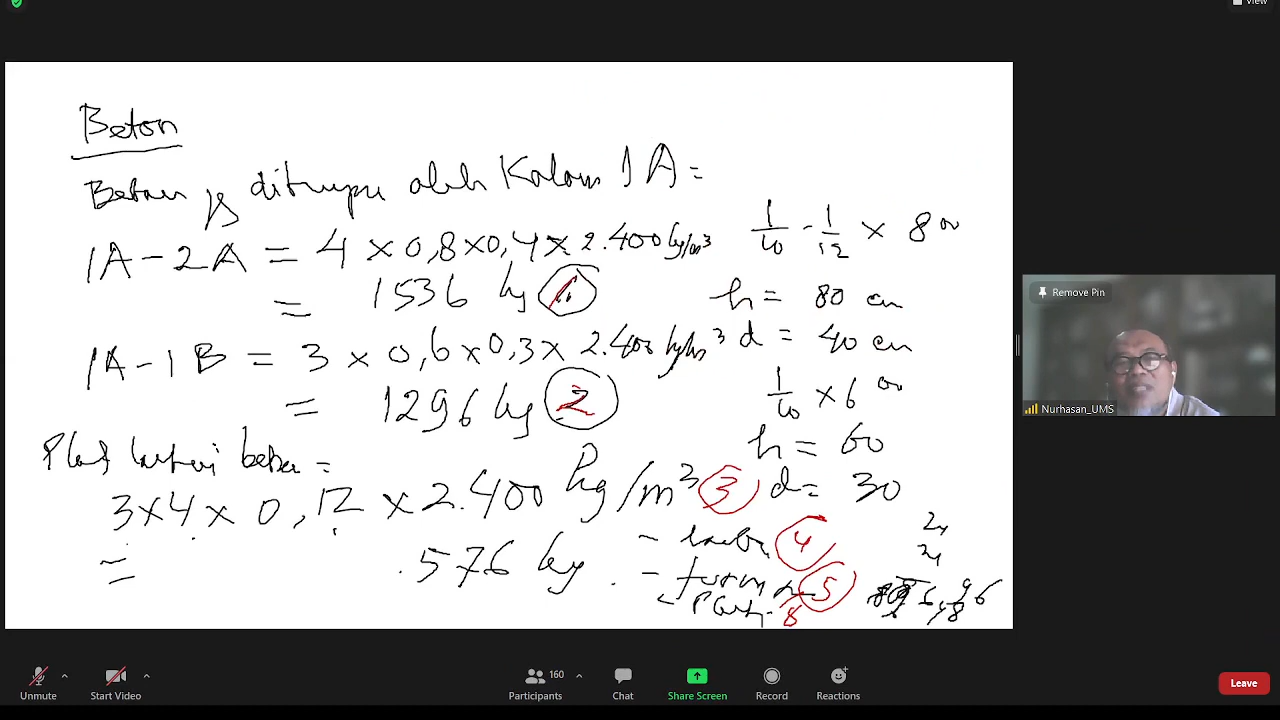 View
Beton
Beban yg ditumpu oleh Kolom 1A =
1A - 2A = 4 x 0,8 x 0,4 x 2.400 kg/m³
= 1536 kg 1
1A - 1B = 3 x 0,6 x 0,3 x 2.400 kg/m³
= 1296 kg 2
Plat lantai beton =
3 x 4 x 0,12 x 2.400 kg/m³ 3
= 576 kg
1/10 - 1/12 x 800
h = 80 cm
d = 40 cm
1/10 x 600
h = 60
d = 30
4
5
8
Remove Pin
Nurhasan_UMS
Unmute
Start Video
160
Participants
Chat
Share Screen
Record
Reactions
Leave